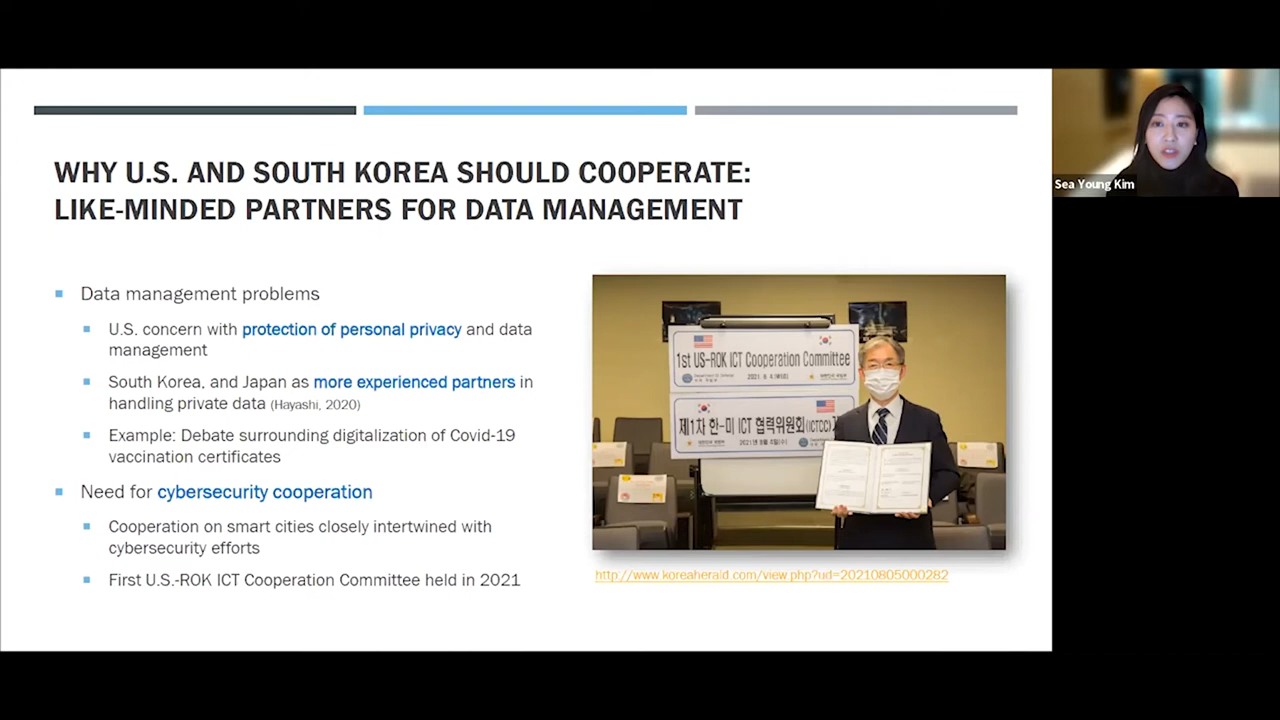 WHY U.S. AND SOUTH KOREA SHOULD COOPERATE:
LIKE-MINDED PARTNERS FOR DATA MANAGEMENT
Data management problems
U.S. concern with protection of personal privacy and data
management
South Korea, and Japan as more experienced partners in
handling private data (Hayashi, 2020)
Example: Debate surrounding digitalization of Covid-19
vaccination certificates
Need for cybersecurity cooperation
Cooperation on smart cities closely intertwined with
cybersecurity efforts
First U.S.-ROK ICT Cooperation Committee held in 2021
1st US-ROK ICT Cooperation Committee
제1차 한-미 ICT 협력위원회(ICTCC)
http://www.koreaherald.com/view.php?ud=20210805000282
Sea Young Kim